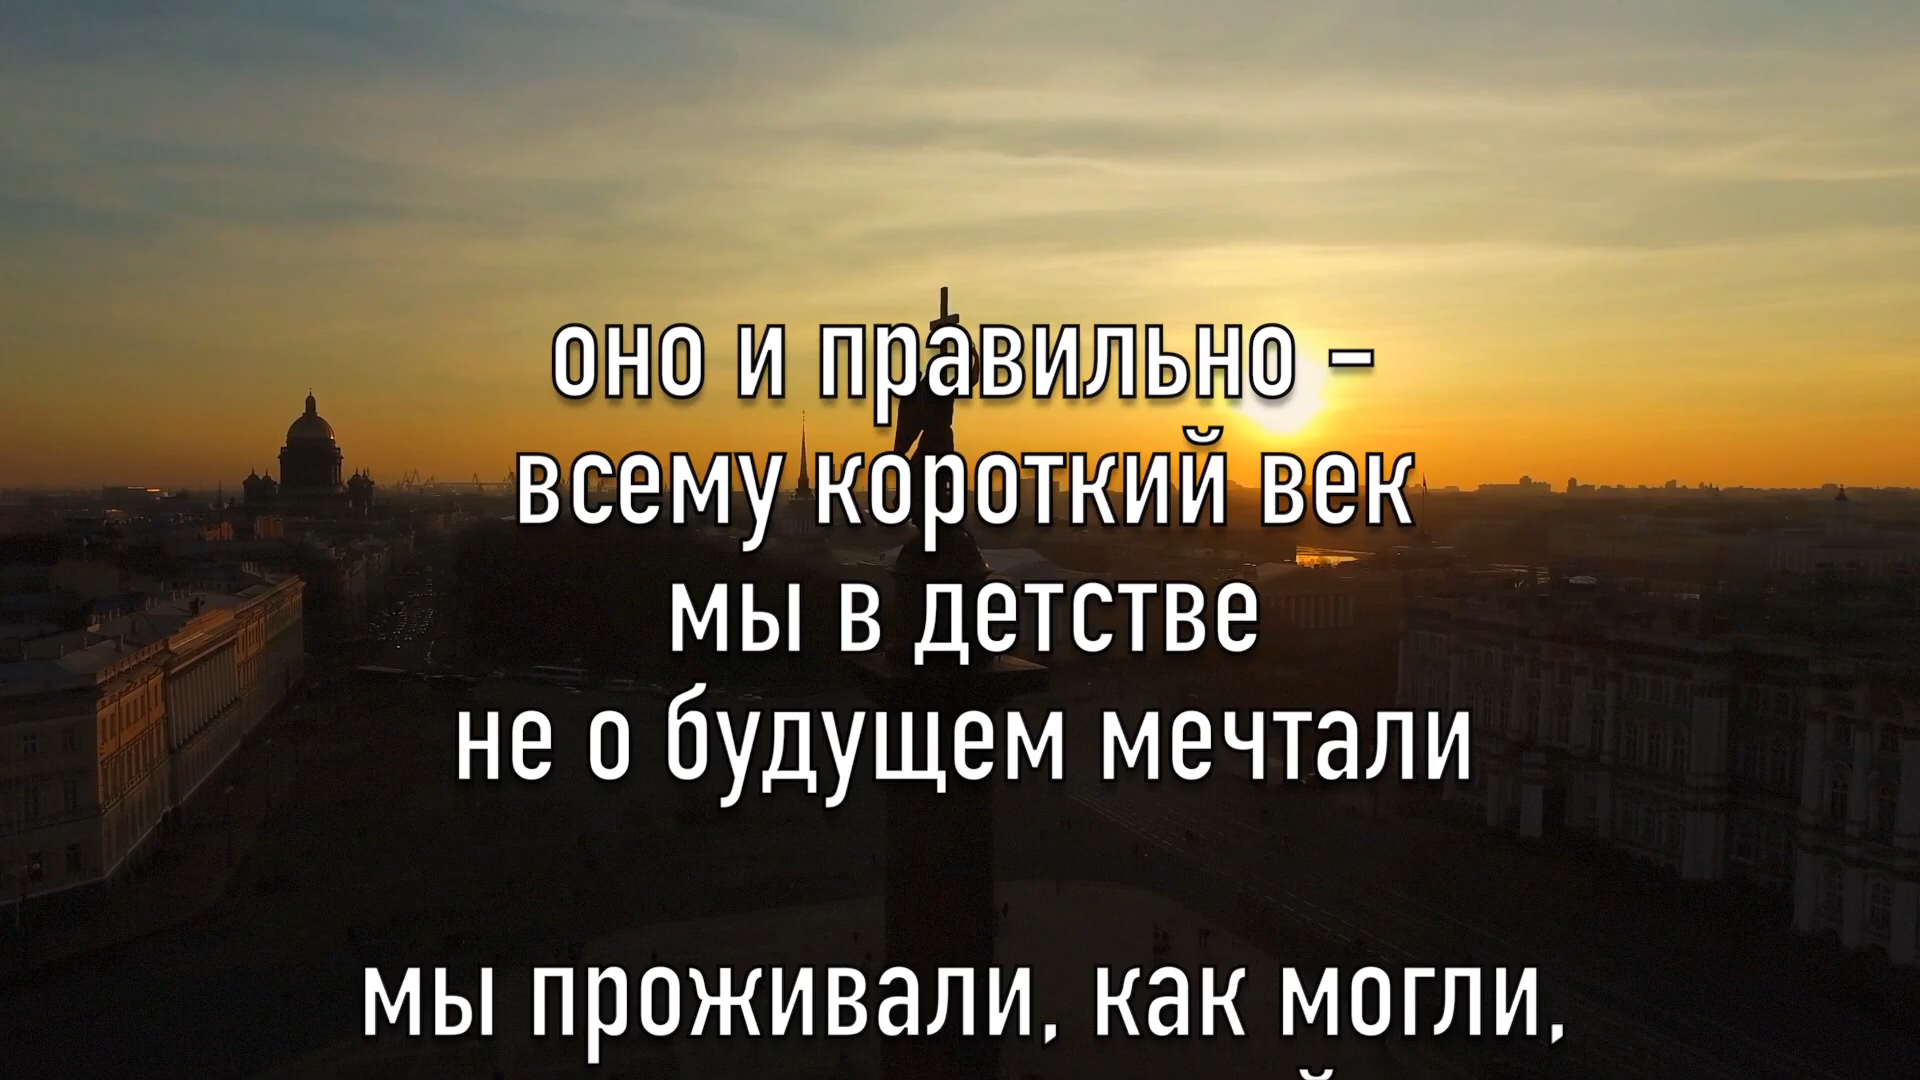 оно и правильно –
всему короткий век
мы в детстве
не о будущем мечтали
мы проживали, как могли,